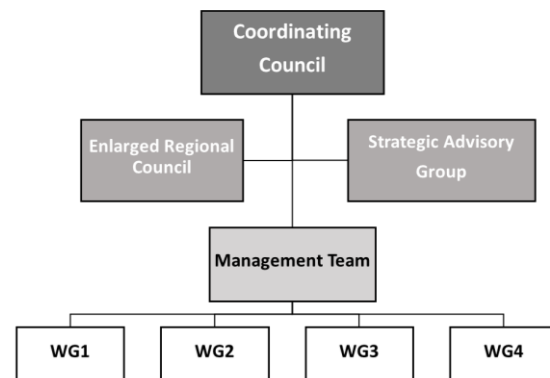 Coordinating
Council
Enlarged Regional
Council
Strategic Advisory
Group
Management Team
WG1
WG2
WG3
WG4